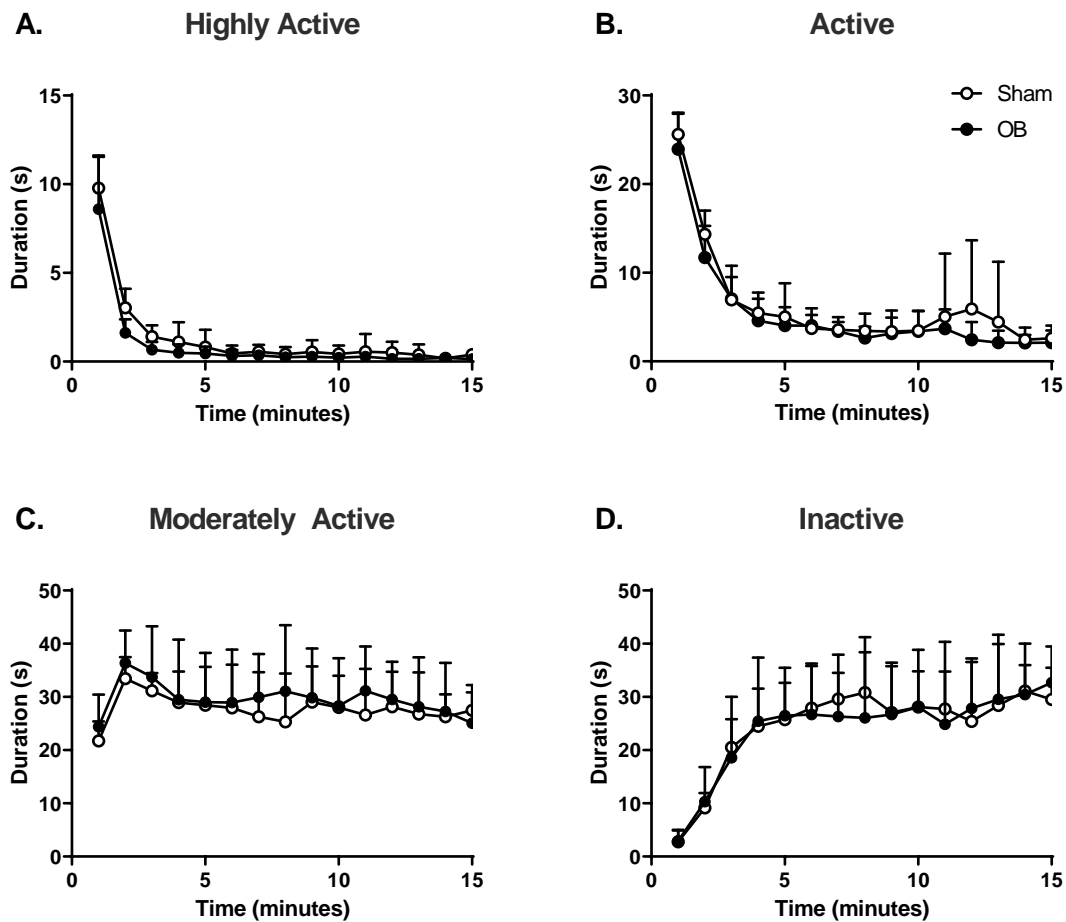 A. Highly Active
15
10
5
0
Duration (s)
0 5 10 15
Time (minutes)
B. Active
30
20
10
0
Duration (s)
0 5 10 15
Time (minutes)
Sham
OB
C. Moderately Active
50
40
30
20
10
0
Duration (s)
0 5 10 15
Time (minutes)
D. Inactive
50
40
30
20
10
0
Duration (s)
0 5 10 15
Time (minutes)